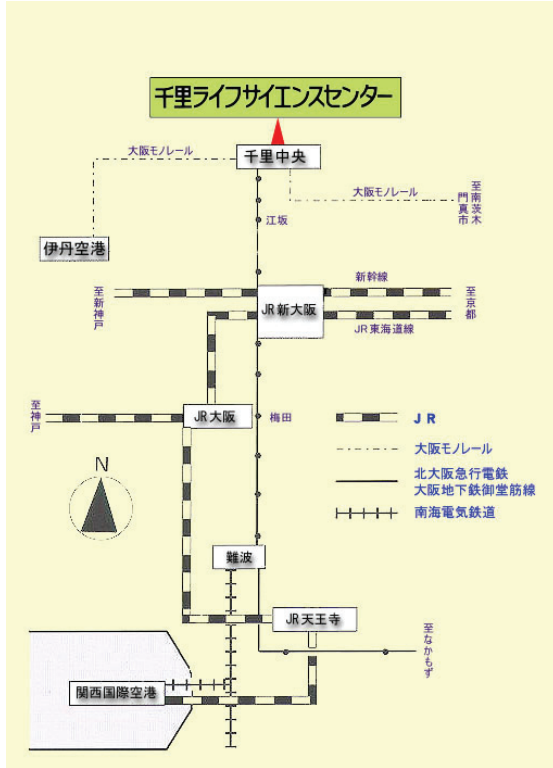 千里ライフサイエンスセンター
大阪モノレール
千里中央
大阪モノレール
至南茨木
門真市
江坂
伊丹空港
新幹線
至新神戸
JR新大阪
至京都
JR東海道線
至神戸
JR大阪
梅田
JR
大阪モノレール
北大阪急行電鉄
大阪地下鉄御堂筋線
南海電気鉄道
N
難波
JR天王寺
至なかもず
関西国際空港